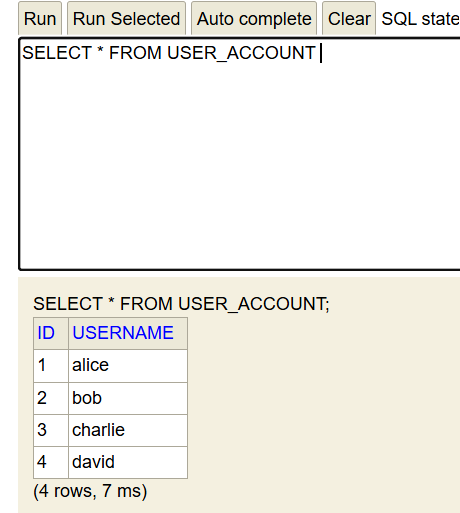 Run Run Selected Auto complete Clear SQL state
SELECT * FROM USER_ACCOUNT
SELECT * FROM USER_ACCOUNT;
ID USERNAME
1 alice
2 bob
3 charlie
4 david
(4 rows, 7 ms)